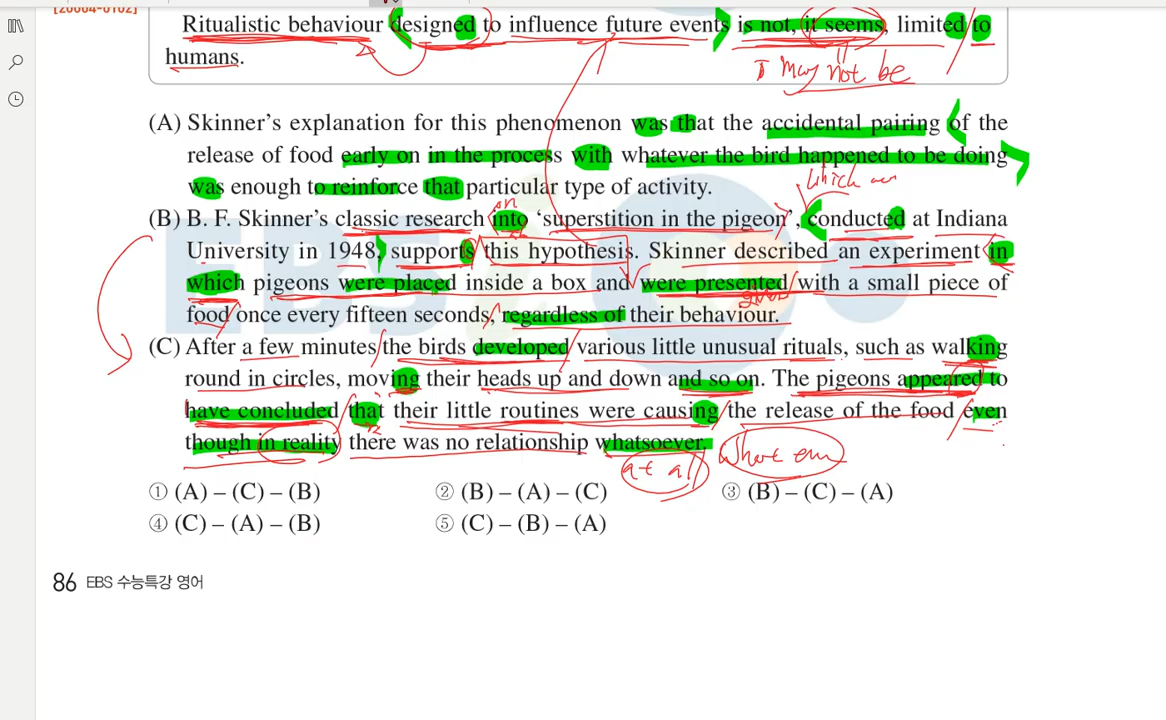 [20004-0102]
Ritualistic behaviour designed to influence future events is not, it seems, limited to
humans.
may not be
(A) Skinner's explanation for this phenomenon was that the accidental pairing of the
release of food early on in the process with whatever the bird happened to be doing
was enough to reinforce that particular type of activity.
which
on
(B) B. F. Skinner's classic research into 'superstition in the pigeon', conducted at Indiana
University in 1948, supports this hypothesis. Skinner described an experiment in
which pigeons were placed inside a box and were presented with a small piece of
given
food once every fifteen seconds, regardless of their behaviour.
(C) After a few minutes the birds developed various little unusual rituals, such as walking
round in circles, moving their heads up and down and so on. The pigeons appeared to
have concluded that their little routines were causing the release of the food even
though in reality there was no relationship whatsoever.
at all
① (A) – (C) – (B)
② (B) – (A) – (C)
③ (B) – (C) – (A)
④ (C) – (A) – (B)
⑤ (C) – (B) – (A)
86 EBS 수능특강 영어